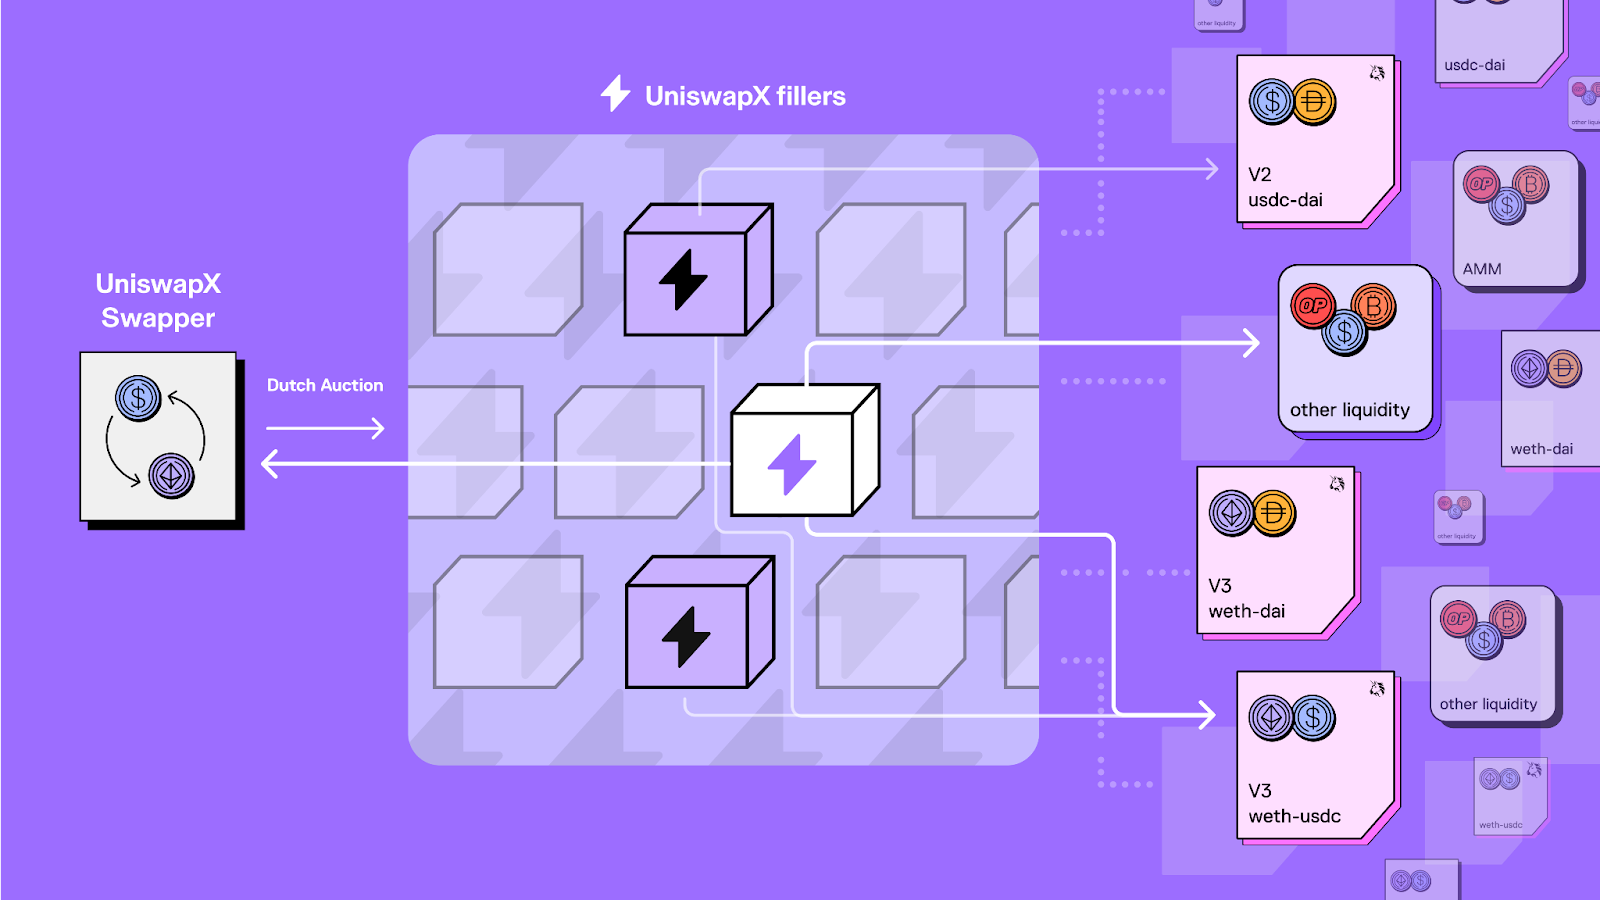 UniswapX fillers
UniswapX
Swapper
Dutch Auction
other liquidity
usdc-dai
V2
usdc-dai
AMM
other liquidity
weth-dai
other liquidity
V3
weth-dai
other liquidity
V3
weth-usdc
weth-usdc
OP
OP
OP